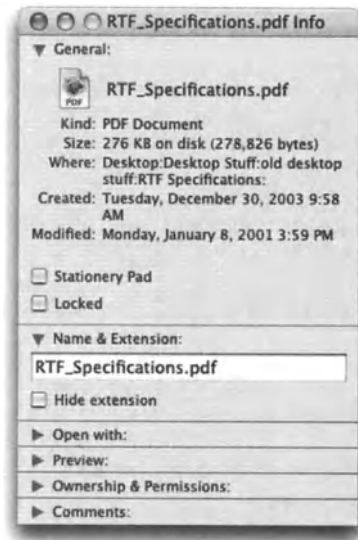 RTF_Specifications.pdf Info
General:
PDF
RTF_Specifications.pdf
Kind: PDF Document
Size: 276 KB on disk (278,826 bytes)
Where: Desktop:Desktop Stuff:old desktop
stuff:RTF Specifications:
Created: Tuesday, December 30, 2003 9:58
AM
Modified: Monday, January 8, 2001 3:59 PM
Stationery Pad
Locked
Name & Extension:
RTF_Specifications.pdf
Hide extension
Open with:
Preview:
Ownership & Permissions:
Comments: